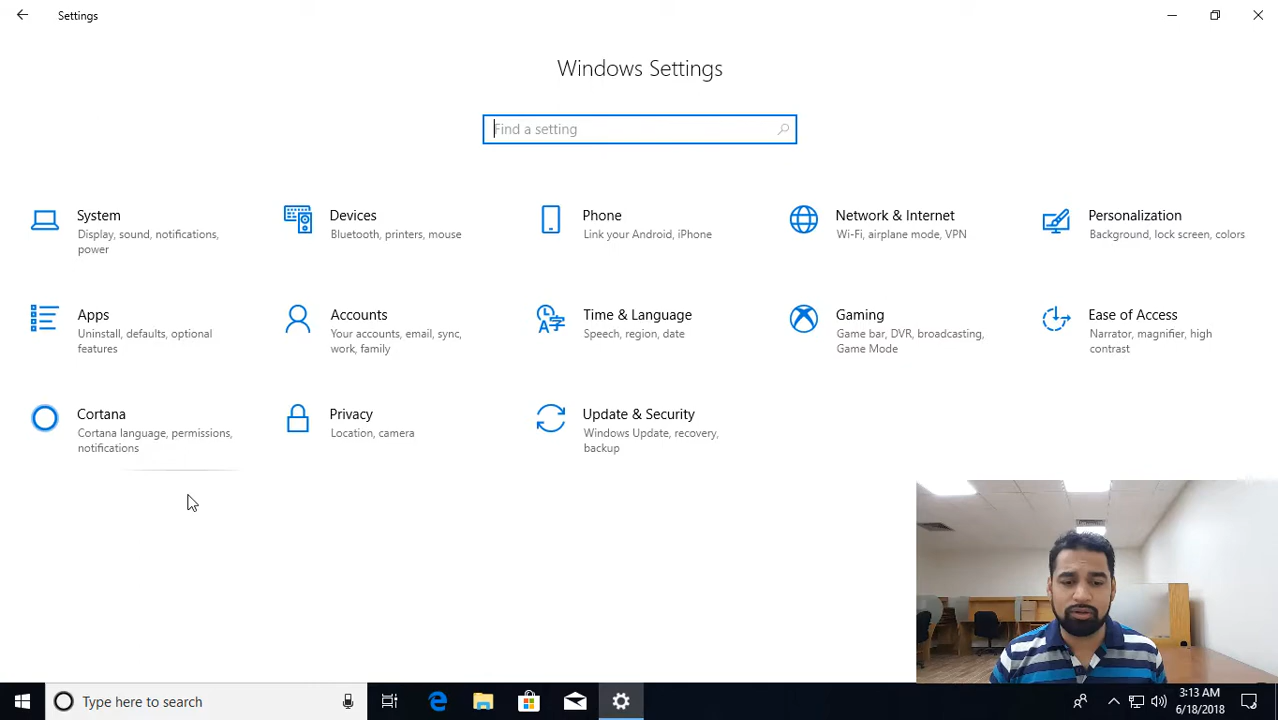 Settings
Windows Settings
Find a setting
System
Display, sound, notifications,
power
Devices
Bluetooth, printers, mouse
Phone
Link your Android, iPhone
Network & Internet
Wi-Fi, airplane mode, VPN
Personalization
Background, lock screen, colors
Apps
Uninstall, defaults, optional
features
Accounts
Your accounts, email, sync,
work, family
Time & Language
Speech, region, date
Gaming
Game bar, DVR, broadcasting,
Game Mode
Ease of Access
Narrator, magnifier, high
contrast
Cortana
Cortana language, permissions,
notifications
Privacy
Location, camera
Update & Security
Windows Update, recovery,
backup
Type here to search
3:13 AM
6/18/2018